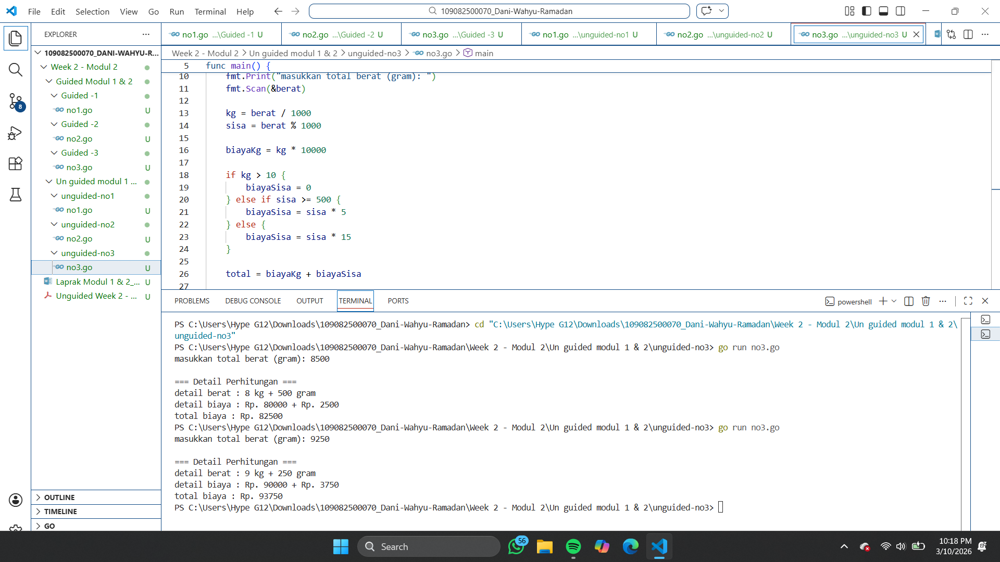 File Edit Selection View Go Run Terminal Help
109082500070_Dani-Wahyu-Ramadan
EXPLORER
no1.go ...\Guided -1 U
no2.go ...\Guided -2 U
no3.go ...\Guided -3 U
no1.go ...\unguided-no1 U
no2.go ...\unguided-no2 U
no3.go ...\unguided-no3 U
109082500070_DANI-WAHYU-R...
Week 2 - Modul 2
Guided Modul 1 & 2
Guided -1
no1.go U
Guided -2
no2.go U
Guided -3
no3.go U
Un guided modul 1 ...
unguided-no1
no1.go U
unguided-no2
no2.go U
unguided-no3
no3.go U
Laprak Modul 1 & 2_... U
Unguided Week 2 - ... U
OUTLINE
TIMELINE
GO
8
Week 2 - Modul 2 > Un guided modul 1 & 2 > unguided-no3 > no3.go > main
5 func main() {
10 fmt.Print("masukkan total berat (gram): ")
11 fmt.Scan(&berat)
12
13 kg = berat / 1000
14 sisa = berat % 1000
15
16 biayaKg = kg * 10000
17
18 if kg > 10 {
19 biayaSisa = 0
20 } else if sisa >= 500 {
21 biayaSisa = sisa * 5
22 } else {
23 biayaSisa = sisa * 15
24 }
25
26 total = biayaKg + biayaSisa
27
PROBLEMS DEBUG CONSOLE OUTPUT TERMINAL PORTS
powershell
PS C:\Users\Hype G12\Downloads\109082500070_Dani-Wahyu-Ramadan> cd "C:\Users\Hype G12\Downloads\109082500070_Dani-Wahyu-Ramadan\Week 2 - Modul 2\Un guided modul 1 & 2\
unguided-no3"
PS C:\Users\Hype G12\Downloads\109082500070_Dani-Wahyu-Ramadan\Week 2 - Modul 2\Un guided modul 1 & 2\unguided-no3> go run no3.go
masukkan total berat (gram): 8500
=== Detail Perhitungan ===
detail berat : 8 kg + 500 gram
detail biaya : Rp. 80000 + Rp. 2500
total biaya : Rp. 82500
PS C:\Users\Hype G12\Downloads\109082500070_Dani-Wahyu-Ramadan\Week 2 - Modul 2\Un guided modul 1 & 2\unguided-no3> go run no3.go
masukkan total berat (gram): 9250
=== Detail Perhitungan ===
detail berat : 9 kg + 250 gram
detail biaya : Rp. 90000 + Rp. 3750
total biaya : Rp. 93750
PS C:\Users\Hype G12\Downloads\109082500070_Dani-Wahyu-Ramadan\Week 2 - Modul 2\Un guided modul 1 & 2\unguided-no3>
Search
56
10:18 PM
3/10/2026